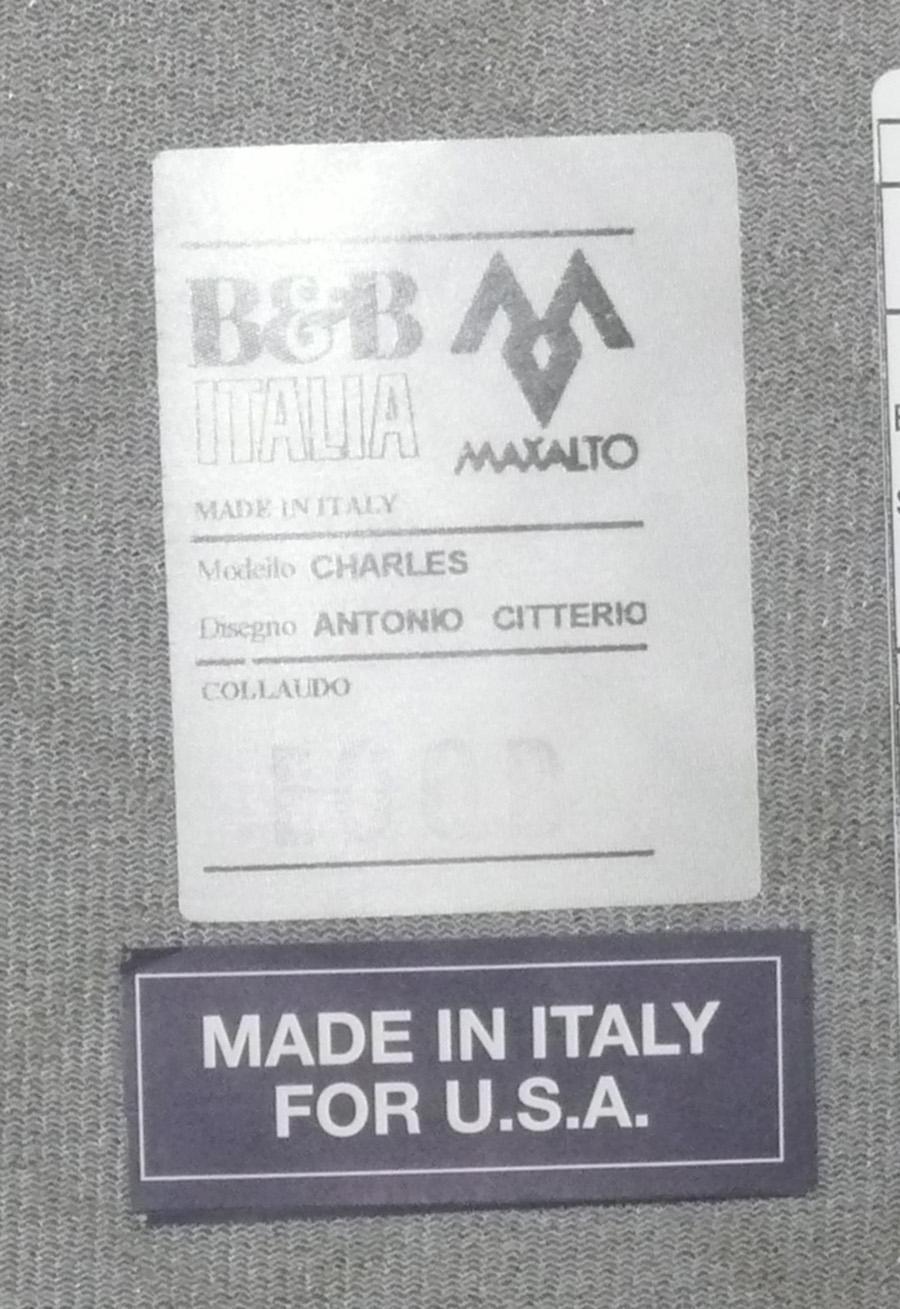 B&B
ITALIA
MAXALTO
MADE IN ITALY
Modello CHARLES
Disegno ANTONIO CITTERIO
COLLAUDO
MADE IN ITALY
FOR U.S.A.